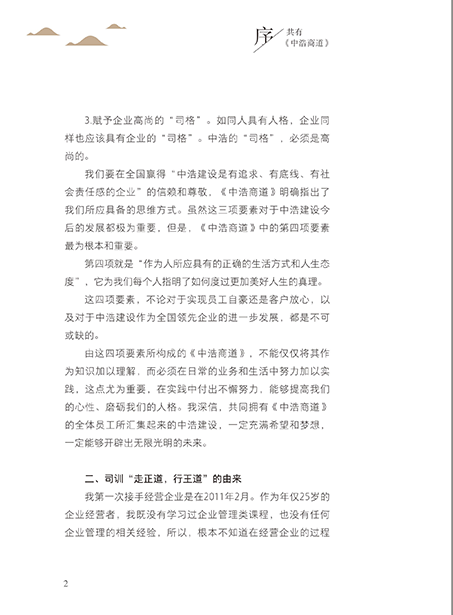 序
共有
《中浩商道》
3.赋予企业高尚的“司格”。如同人具有人格，企业同
样也应该具有企业的“司格”。中浩的“司格”，必须是高
尚的。
我们要在全国赢得“中浩建设是有追求、有底线、有社
会责任感的企业”的信赖和尊敬，《中浩商道》明确指出了
我们所应具备的思维方式。虽然这三项要素对于中浩建设今
后的发展都极为重要，但是，《中浩商道》中的第四项要素
最为根本和重要。
第四项就是“作为人所应具有的正确的生活方式和人生态
度”，它为我们每个人指明了如何度过更加美好人生的真理。
这四项要素，不论对于实现员工自豪还是客户放心，以
及对于中浩建设作为全国领先企业的进一步发展，都是不可
或缺的。
由这四项要素所构成的《中浩商道》，不能仅仅将其作
为知识加以理解，而必须在日常的业务和生活中努力加以实
践，这点尤为重要，在实践中付出不懈努力，能够提高我们
的心性、磨砺我们的人格。我深信，共同拥有《中浩商道》
的全体员工所汇集起来的中浩建设，一定充满希望和梦想，
一定能够开辟出无限光明的未来。
二、司训“走正道，行王道”的由来
我第一次接手经营企业是在2011年2月。作为年仅25岁的
企业经营者，我既没有学习过企业管理类课程，也没有任何
企业管理的相关经验，所以，根本不知道在经营企业的过程
2